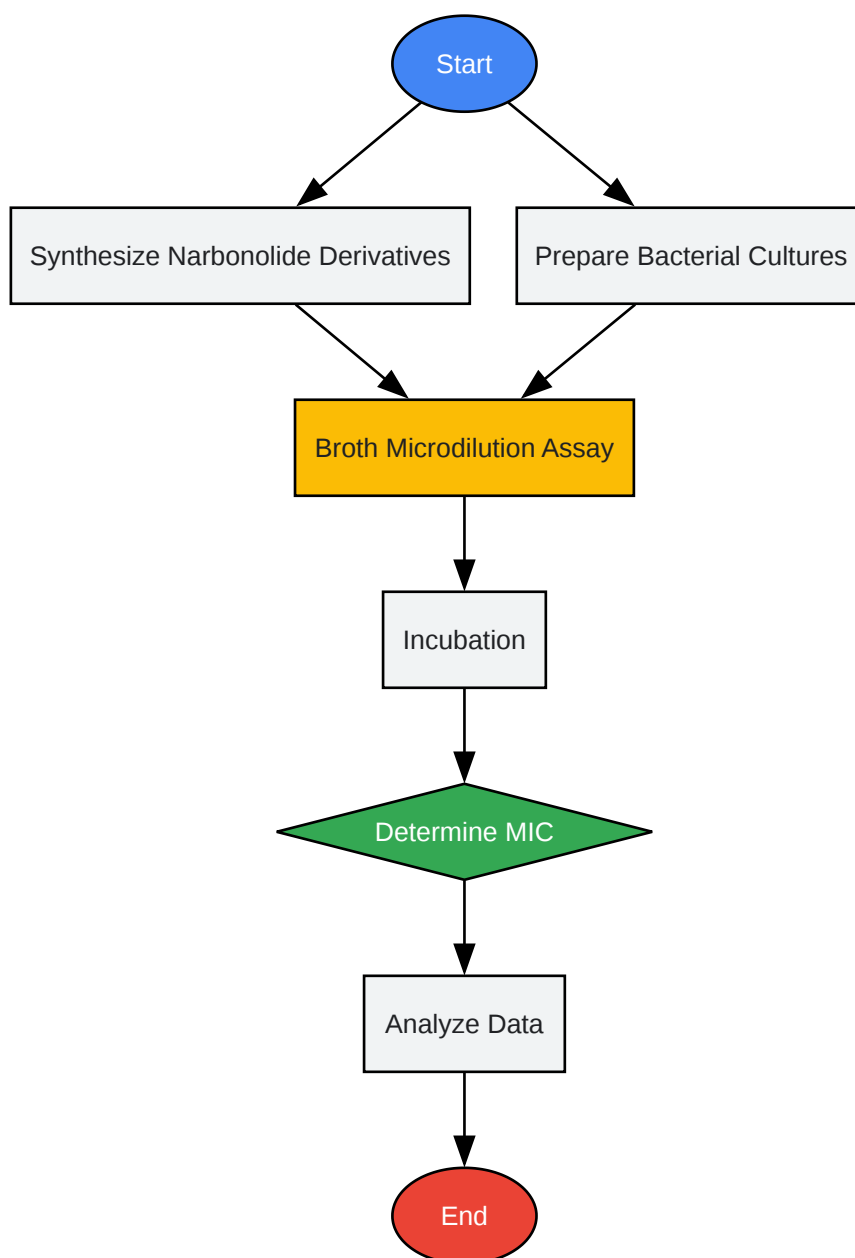 Start
Synthesize Narbonolide Derivatives
Prepare Bacterial Cultures
Broth Microdilution Assay
Incubation
Determine MIC
Analyze Data
End